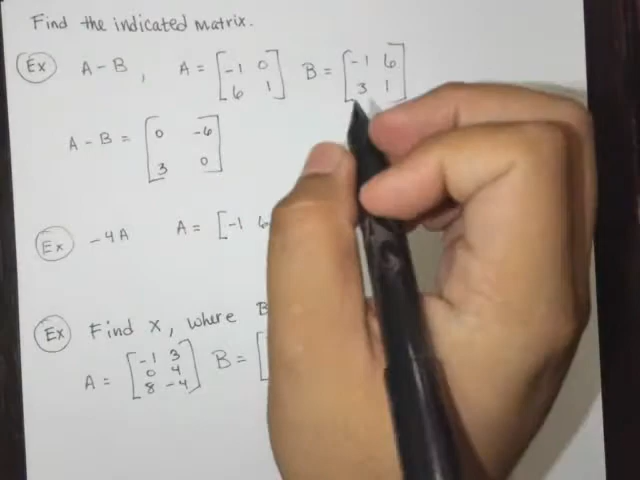 Find the indicated matrix.
Ex A - B , A = [ -1 0 B = [ -1 6 ]
6 1 ] 3 1
A - B = [ 0 -6
3 0 ]
Ex -4A A = [ -1 6
Ex Find X, where B
A = [ -1 3 B = [
0 4
8 -4 ]